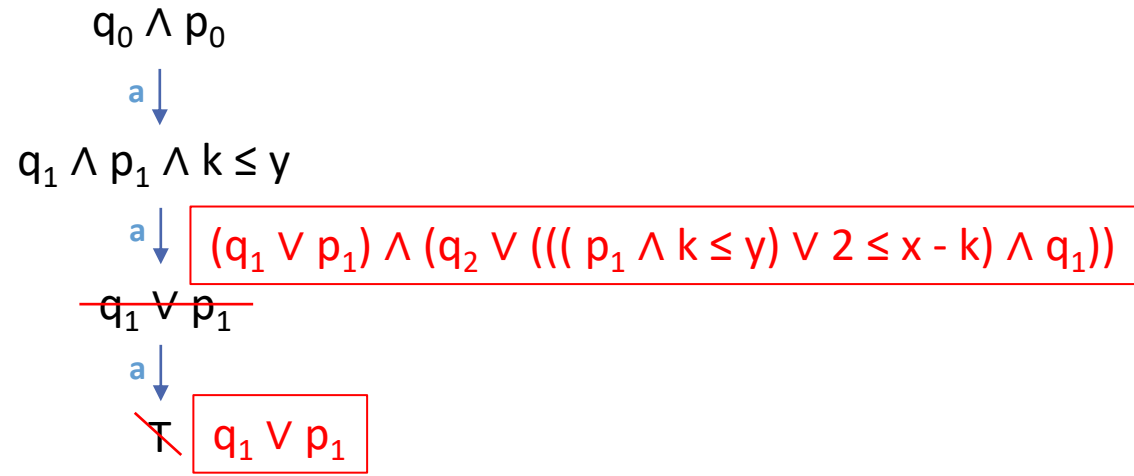 q₀ ∧ p₀
a
q₁ ∧ p₁ ∧ k ≤ y
a (q₁ ∨ p₁) ∧ (q₂ ∨ ((( p₁ ∧ k ≤ y) ∨ 2 ≤ x - k) ∧ q₁))
q₁ ∨ p₁
a
T q₁ ∨ p₁